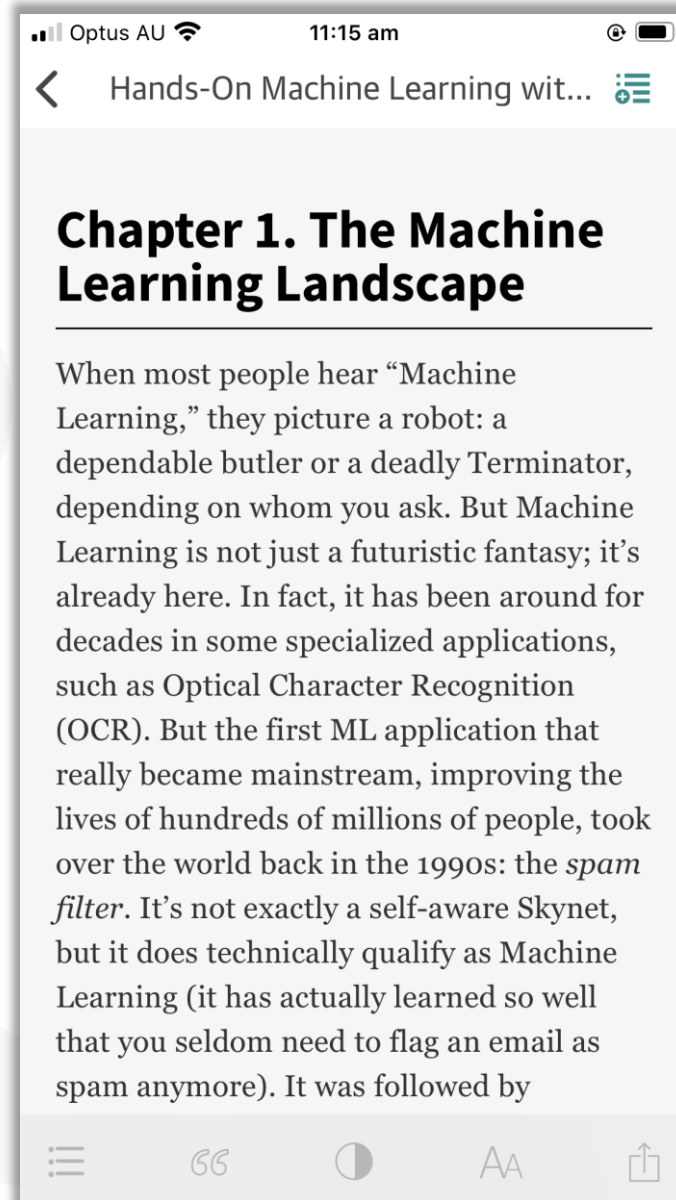 Optus AU
11:15 am
Hands-On Machine Learning wit...
Chapter 1. The Machine
Learning Landscape
When most people hear “Machine
Learning,” they picture a robot: a
dependable butler or a deadly Terminator,
depending on whom you ask. But Machine
Learning is not just a futuristic fantasy; it’s
already here. In fact, it has been around for
decades in some specialized applications,
such as Optical Character Recognition
(OCR). But the first ML application that
really became mainstream, improving the
lives of hundreds of millions of people, took
over the world back in the 1990s: the spam
filter. It’s not exactly a self-aware Skynet,
but it does technically qualify as Machine
Learning (it has actually learned so well
that you seldom need to flag an email as
spam anymore). It was followed by
AA